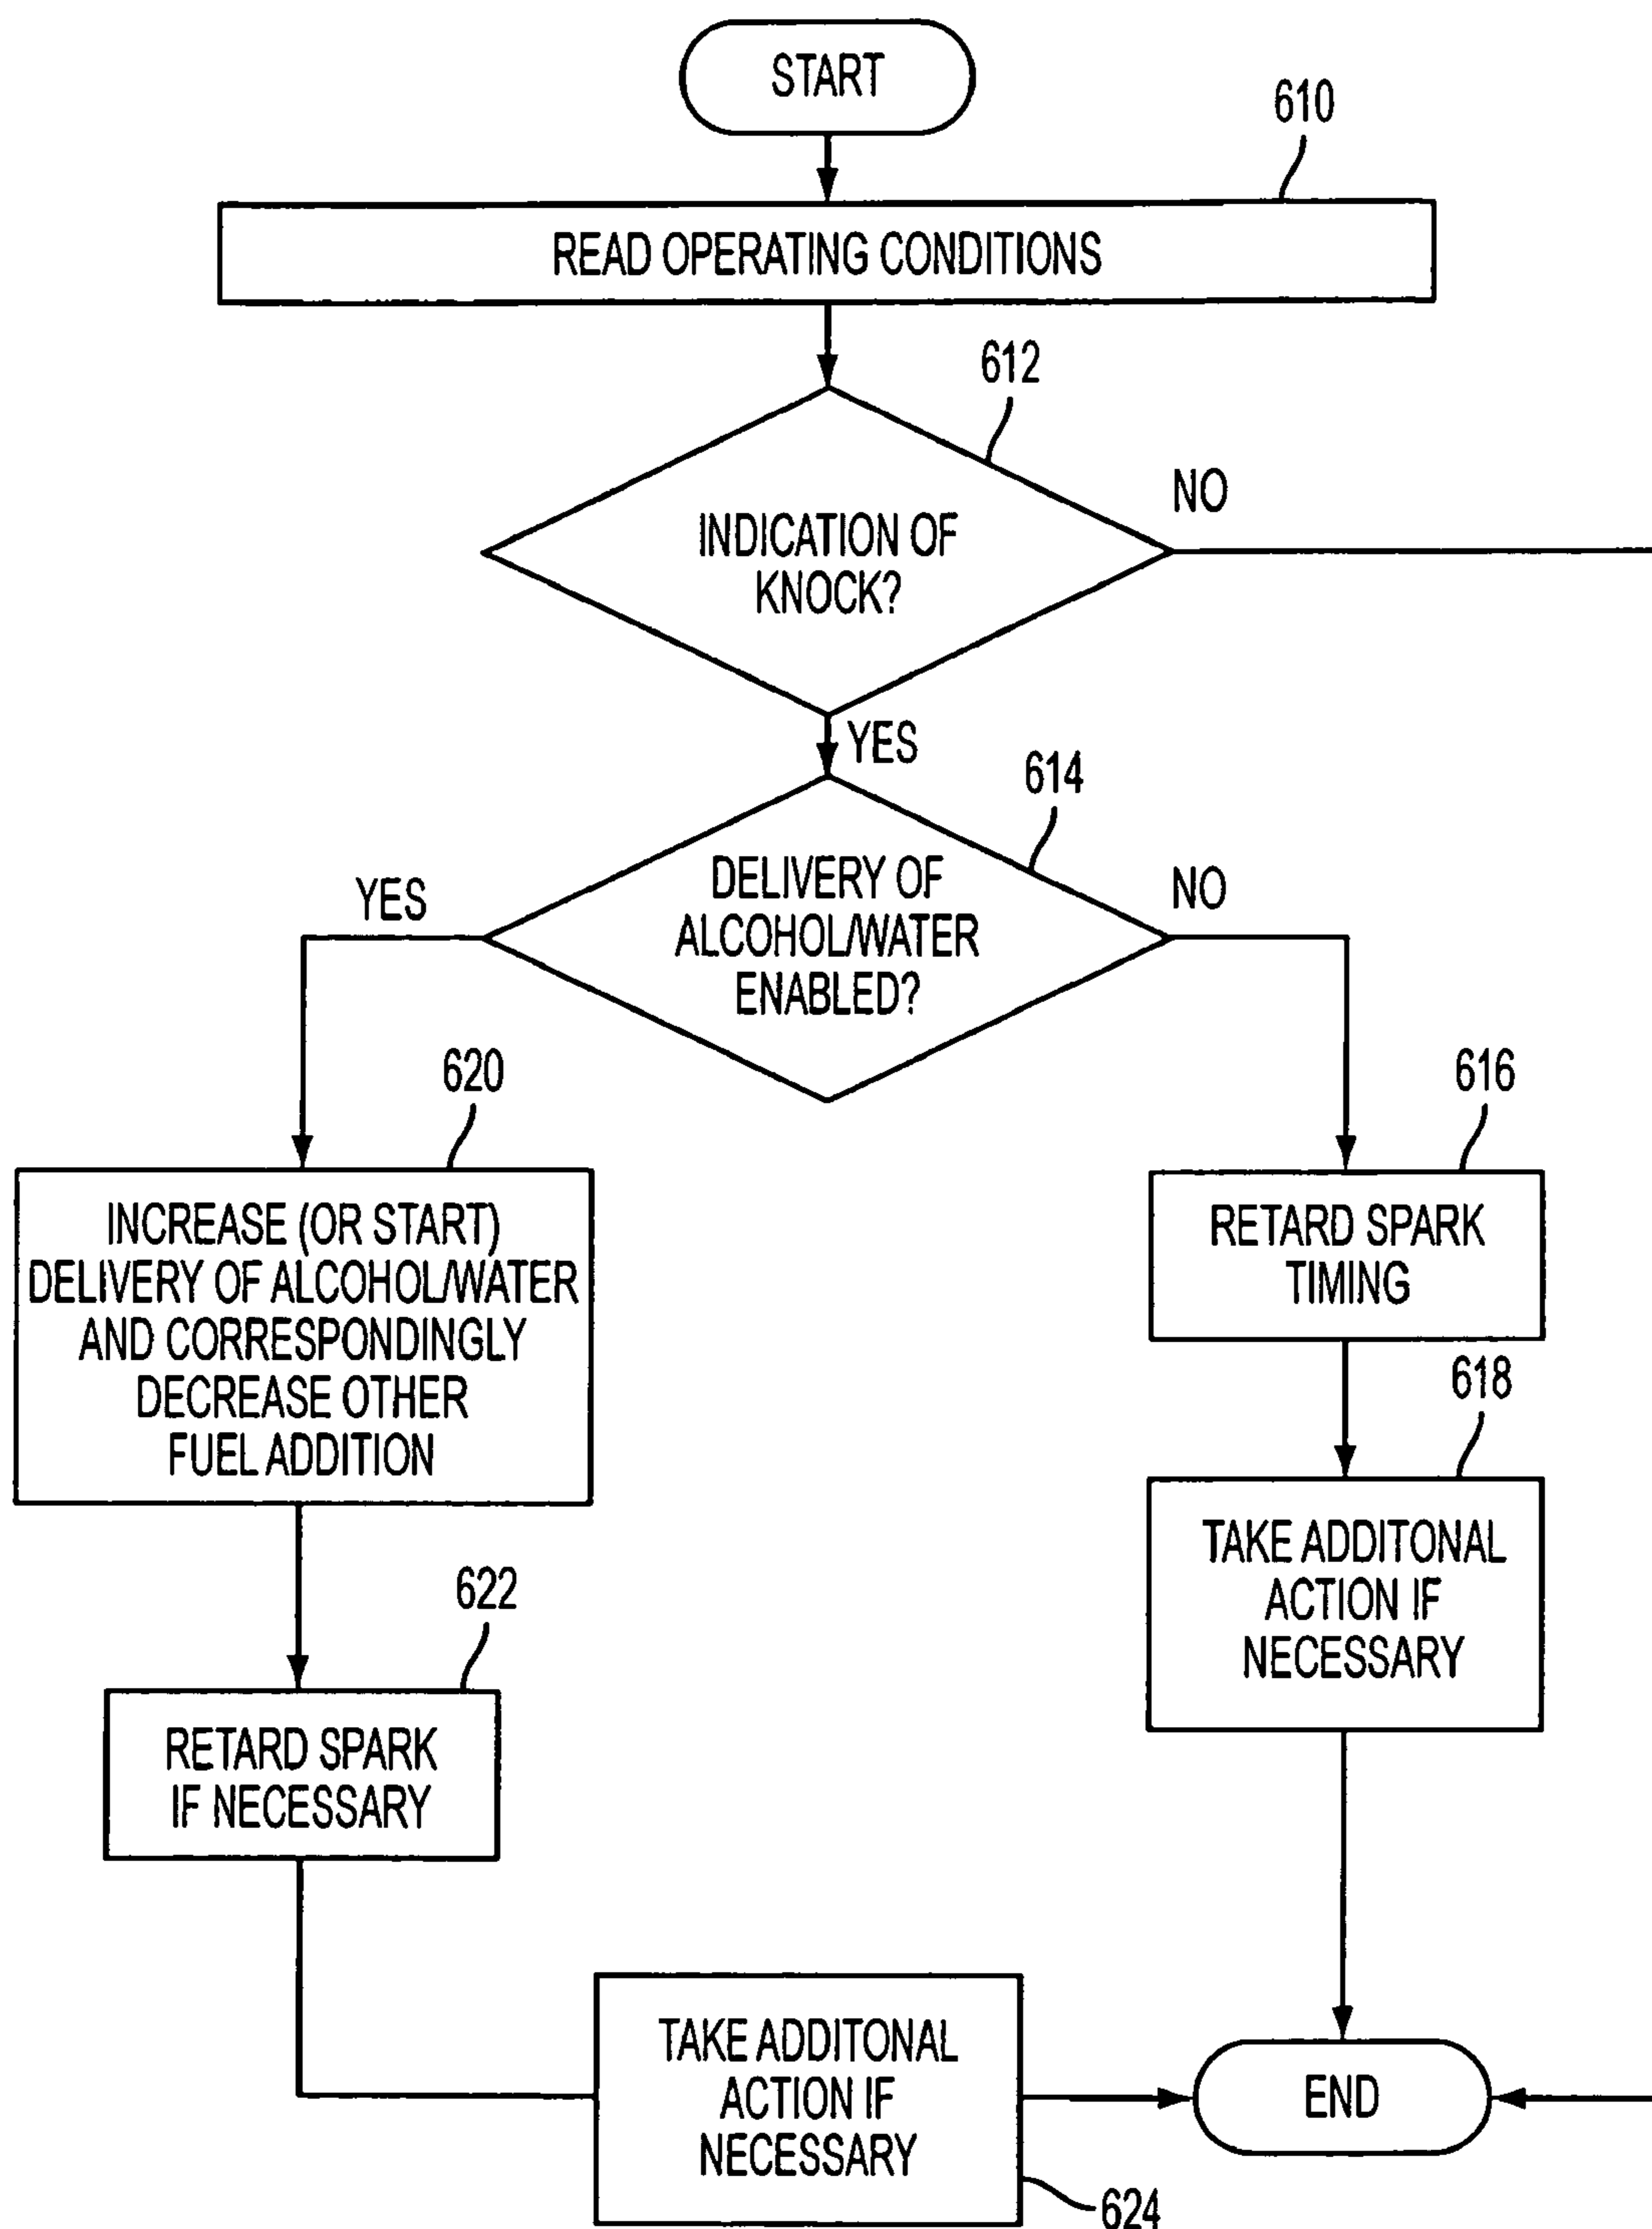 START
610
READ OPERATING CONDITIONS
612
INDICATION OF
KNOCK?
NO
YES
614
DELIVERY OF
ALCOHOL/WATER
ENABLED?
YES
NO
620
INCREASE (OR START)
DELIVERY OF ALCOHOL/WATER
AND CORRESPONDINGLY
DECREASE OTHER
FUEL ADDITION
616
RETARD SPARK
TIMING
618
TAKE ADDITONAL
ACTION IF
NECESSARY
622
RETARD SPARK
IF NECESSARY
TAKE ADDITONAL
ACTION IF
NECESSARY
624
END